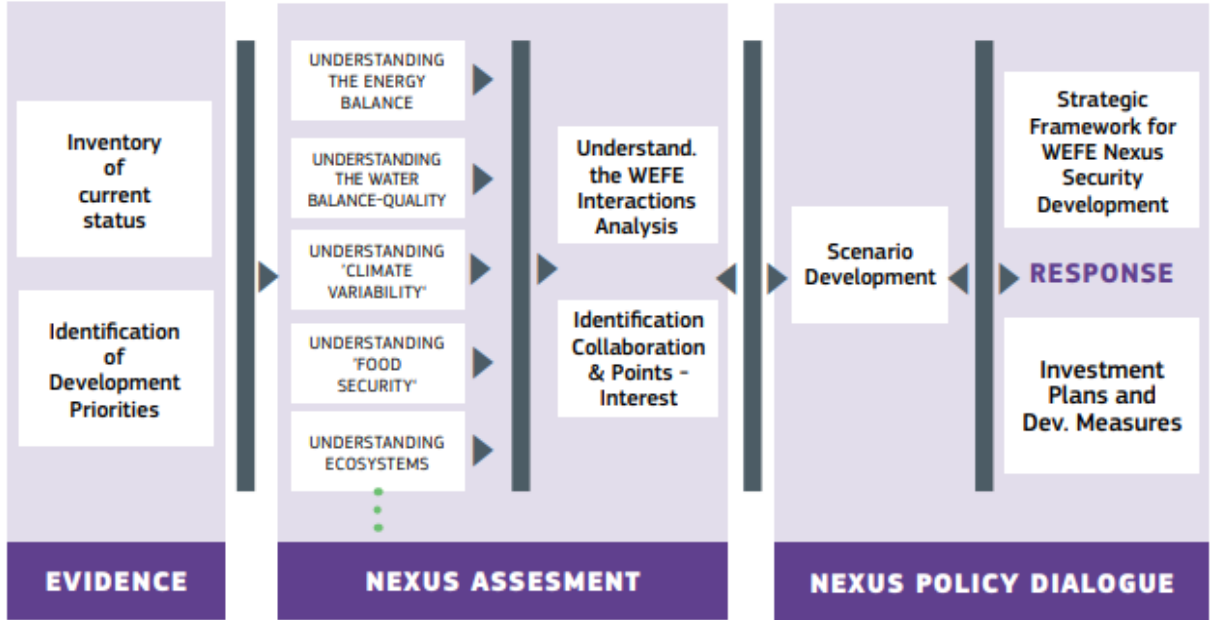 Inventory
of
current
status
Identification
of
Development
Priorities
EVIDENCE
UNDERSTANDING
THE ENERGY
BALANCE
UNDERSTANDING
THE WATER
BALANCE-QUALITY
UNDERSTANDING
'CLIMATE
VARIABILITY'
UNDERSTANDING
'FOOD
SECURITY'
UNDERSTANDING
ECOSYSTEMS
Understand.
the WEFE
Interactions
Analysis
Identification
Collaboration
& Points -
Interest
NEXUS ASSESMENT
Scenario
Development
Strategic
Framework for
WEFE Nexus
Security
Development
RESPONSE
Investment
Plans and
Dev. Measures
NEXUS POLICY DIALOGUE